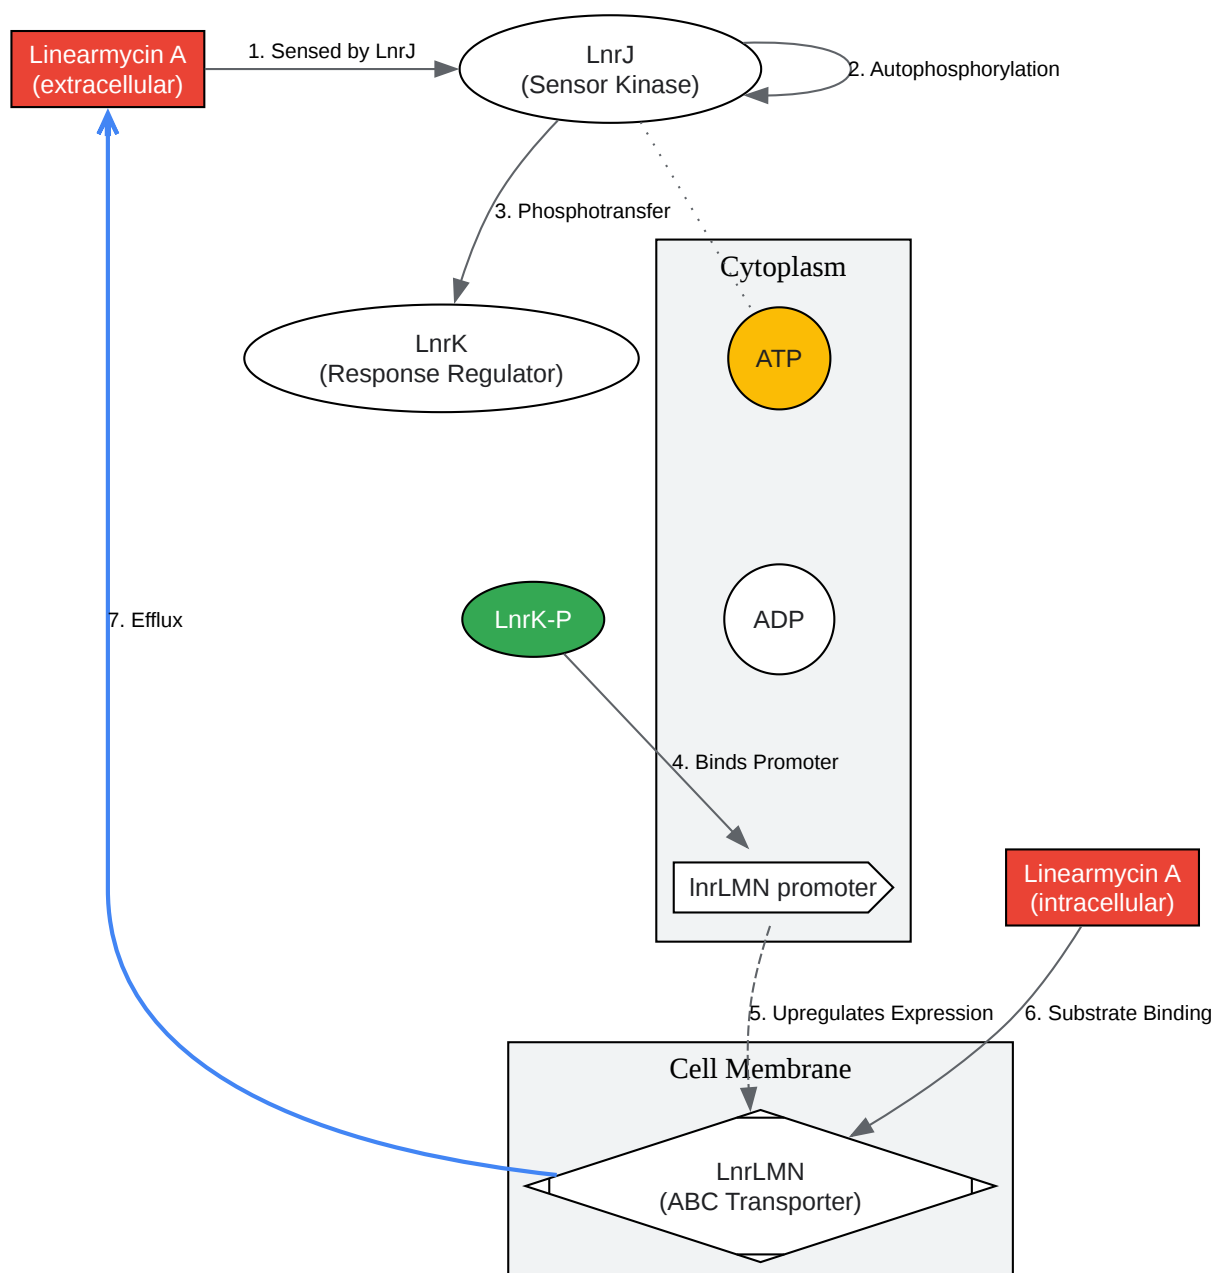 Linearmycin A
(extracellular)
1. Sensed by LnrJ
LnrJ
(Sensor Kinase)
2. Autophosphorylation
3. Phosphotransfer
Cytoplasm
LnrK
(Response Regulator)
ATP
7. Efflux
LnrK-P
ADP
4. Binds Promoter
lnrLMN promoter
Linearmycin A
(intracellular)
5. Upregulates Expression
6. Substrate Binding
Cell Membrane
LnrLMN
(ABC Transporter)